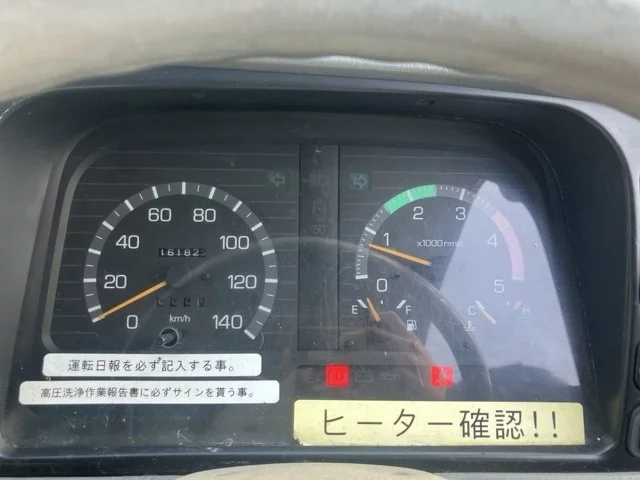 60 80
40 100
20 120
0 km/h 140
16182
2 3
1 4
x1000r/min
0 5
E F C H
運転日報を必ず記入する事。
高圧洗浄作業報告書に必ずサインを貰う事。
ヒーター確認!!